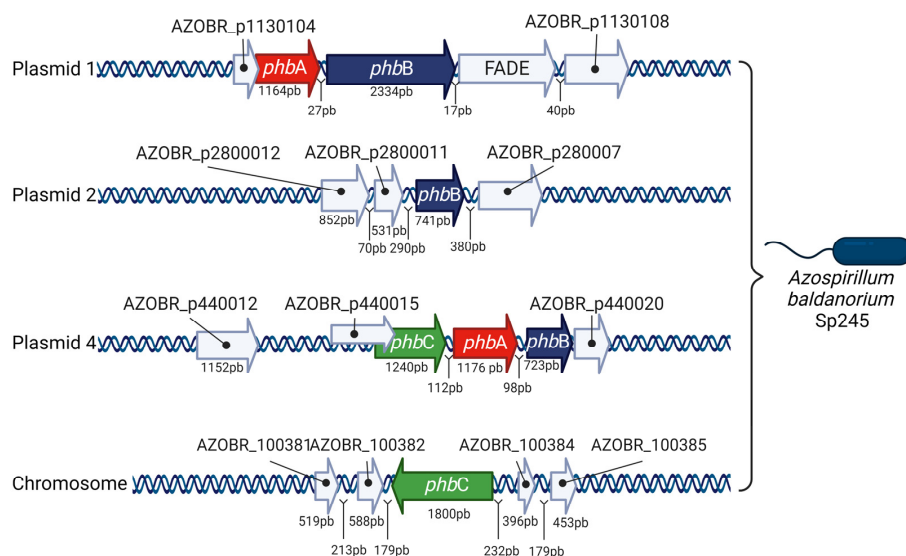 AZOBR_p1130104
AZOBR_p1130108
Plasmid 1
phbA
phbB
FADE
1164pb
2334pb
27pb
17pb
40pb
AZOBR_p2800012
AZOBR_p2800011
AZOBR_p280007
Plasmid 2
phbB
852pb
531pb
741pb
70pb
290pb
380pb
Azospirillum
baldanorium
Sp245
AZOBR_p440012
AZOBR_p440015
AZOBR_p440020
Plasmid 4
phbC
phbA
phbB
1152pb
1240pb
1176 pb
723pb
112pb
98pb
AZOBR_100381
AZOBR_100382
AZOBR_100384
AZOBR_100385
Chromosome
phbC
519pb
588pb
1800pb
396pb
453pb
213pb
179pb
232pb
179pb